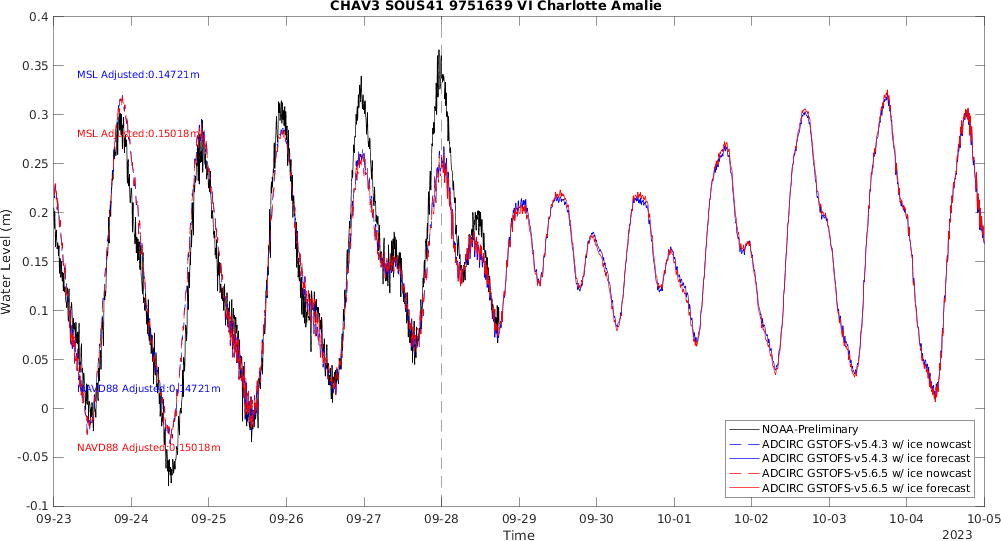 CHAV3 SOUS41 9751639 VI Charlotte Amalie
0.4
0.35
0.3
0.25
0.2
0.15
0.1
0.05
0
-0.05
-0.1
Water Level (m)
MSL Adjusted:0.14721m
MSL Adjusted:0.15018m
NAVD88 Adjusted:0.14721m
NAVD88 Adjusted:0.15018m
NOAA-Preliminary
ADCIRC GSTOFS-v5.4.3 w/ ice nowcast
ADCIRC GSTOFS-v5.4.3 w/ ice forecast
ADCIRC GSTOFS-v5.6.5 w/ ice nowcast
ADCIRC GSTOFS-v5.6.5 w/ ice forecast
09-23 09-24 09-25 09-26 09-27 09-28 09-29 09-30 10-01 10-02 10-03 10-04 10-05
Time
2023